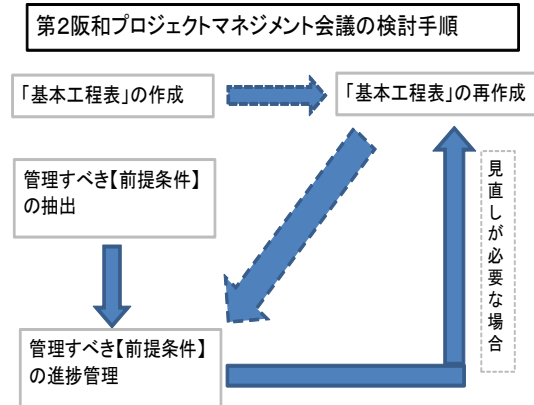 第2阪和プロジェクトマネジメント会議の検討手順
「基本工程表」の作成
「基本工程表」の再作成
管理すべき【前提条件】
の抽出
見直しが必要な場合
管理すべき【前提条件】
の進捗管理